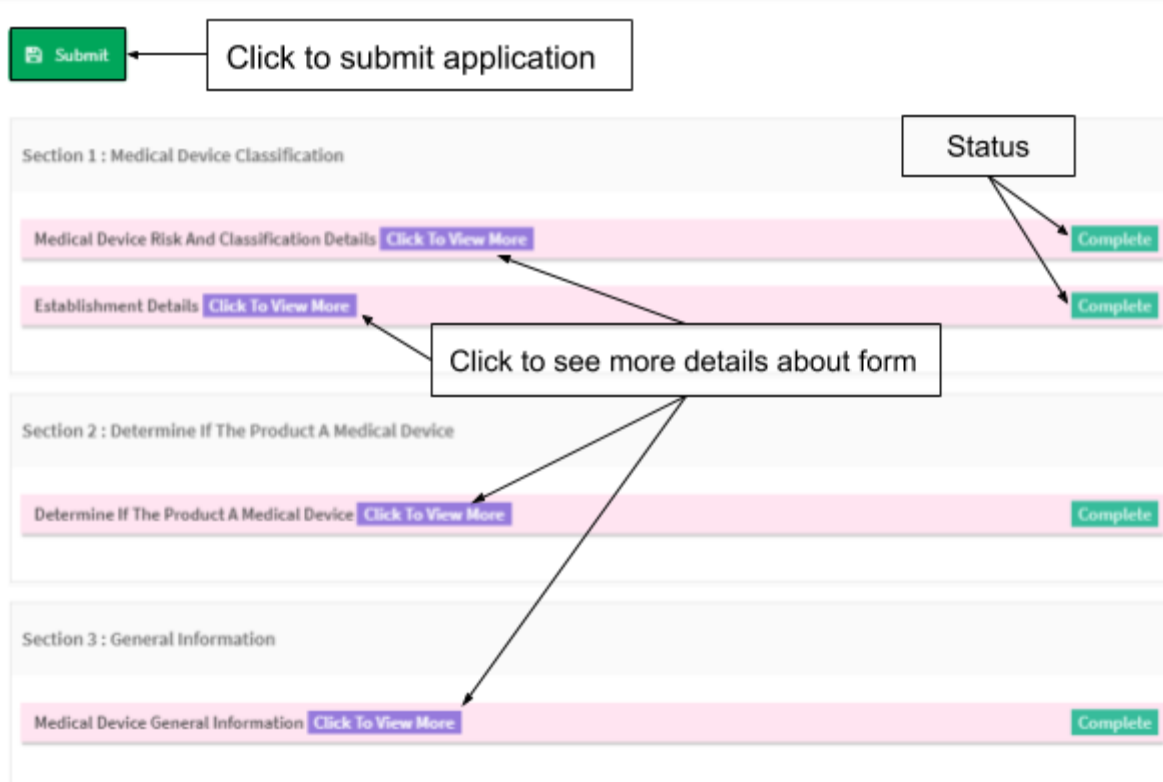 Submit
Click to submit application
Section 1 : Medical Device Classification
Status
Medical Device Risk And Classification Details Click To View More Complete
Establishment Details Click To View More Complete
Click to see more details about form
Section 2 : Determine If The Product A Medical Device
Determine If The Product A Medical Device Click To View More Complete
Section 3 : General Information
Medical Device General Information Click To View More Complete